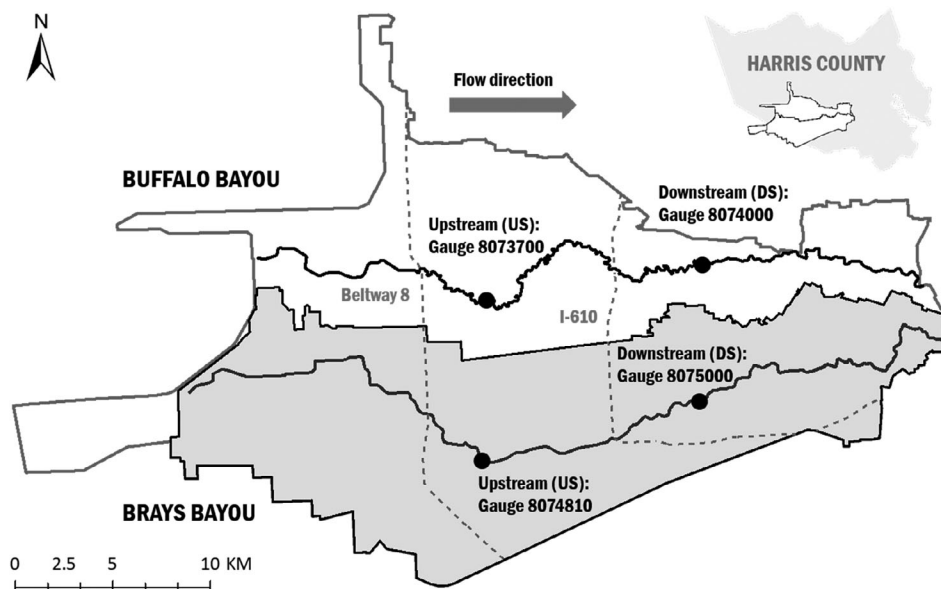 N
HARRIS COUNTY
Flow direction
BUFFALO BAYOU
Downstream (DS):
Gauge 8074000
Upstream (US):
Gauge 8073700
Beltway 8
I-610
Downstream (DS):
Gauge 8075000
Upstream (US):
Gauge 8074810
BRAYS BAYOU
0 2.5 5 10 KM